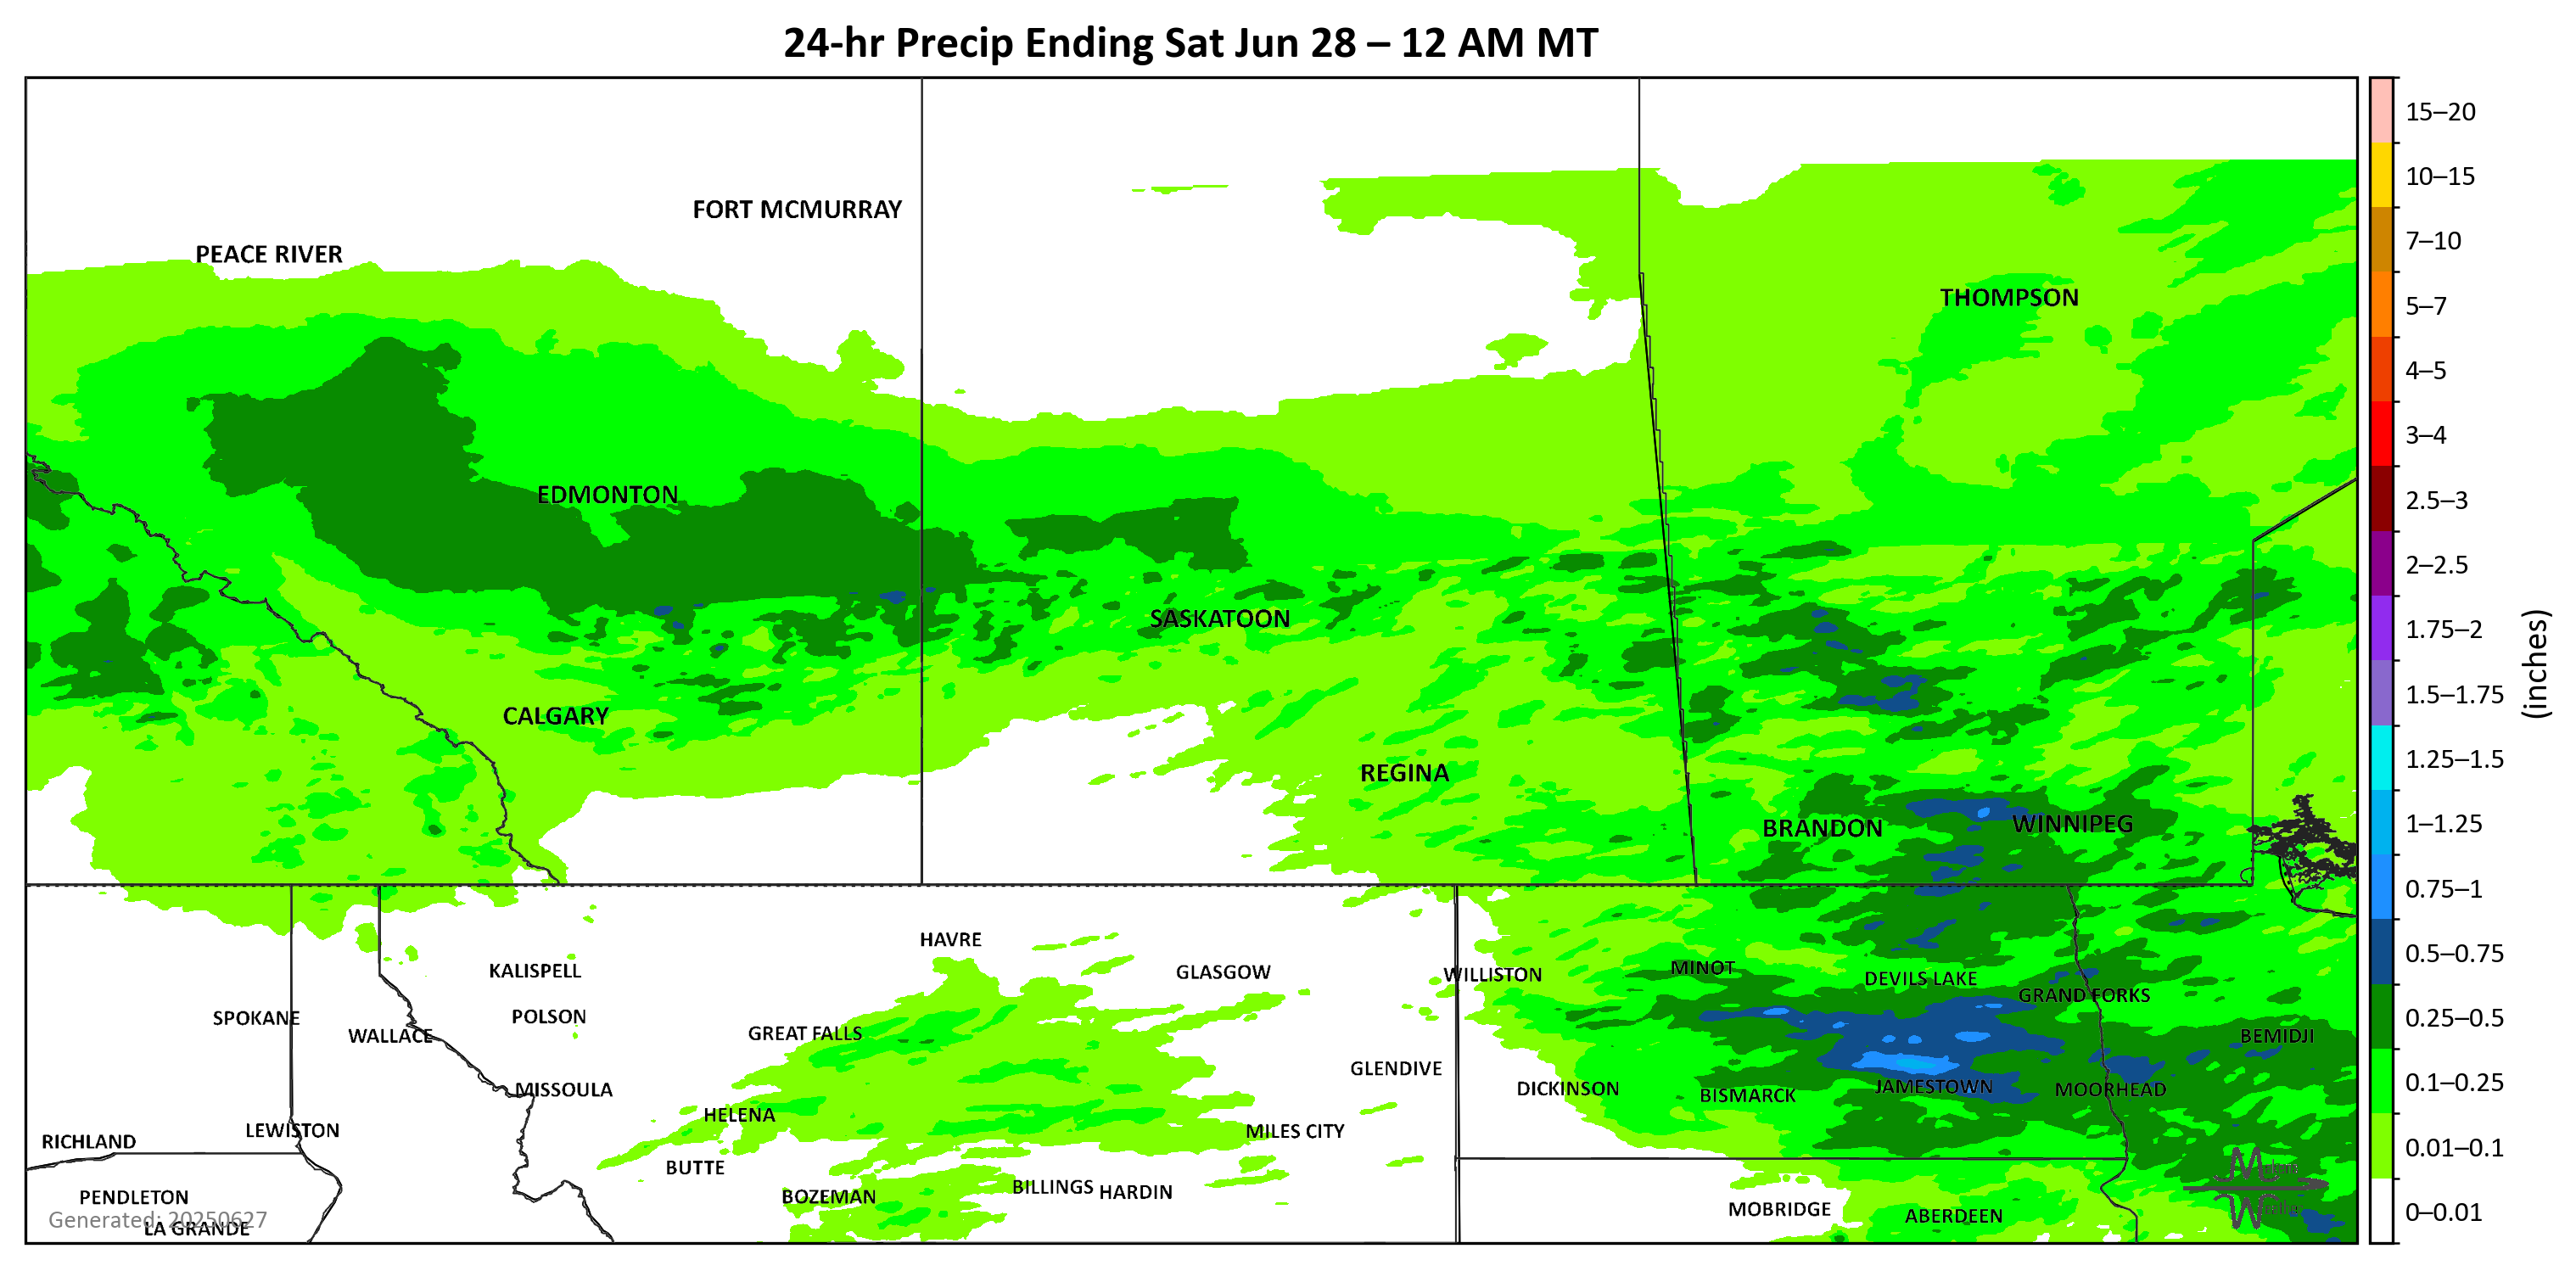 24-hr Precip Ending Sat Jun 28 – 12 AM MT
15–20
10–15
7–10
5–7
4–5
3–4
2.5–3
2–2.5
1.75–2
1.5–1.75
1.25–1.5
1–1.25
0.75–1
0.5–0.75
0.25–0.5
0.1–0.25
0.01–0.1
0–0.01
(inches)
FORT MCMURRAY
PEACE RIVER
THOMPSON
EDMONTON
SASKATOON
CALGARY
REGINA
BRANDON
WINNIPEG
HAVRE
KALISPELL
GLASGOW
WILLISTON
MINOT
DEVILS LAKE
GRAND FORKS
SPOKANE
POLSON
WALLACE
GREAT FALLS
BEMIDJI
GLENDIVE
MISSOULA
DICKINSON
BISMARCK
JAMESTOWN
MOORHEAD
HELENA
LEWISTON
RICHLAND
MILES CITY
BUTTE
PENDLETON
BOZEMAN
BILLINGS
HARDIN
MOBRIDGE
ABERDEEN
Generated: 20250627
LA GRANDE